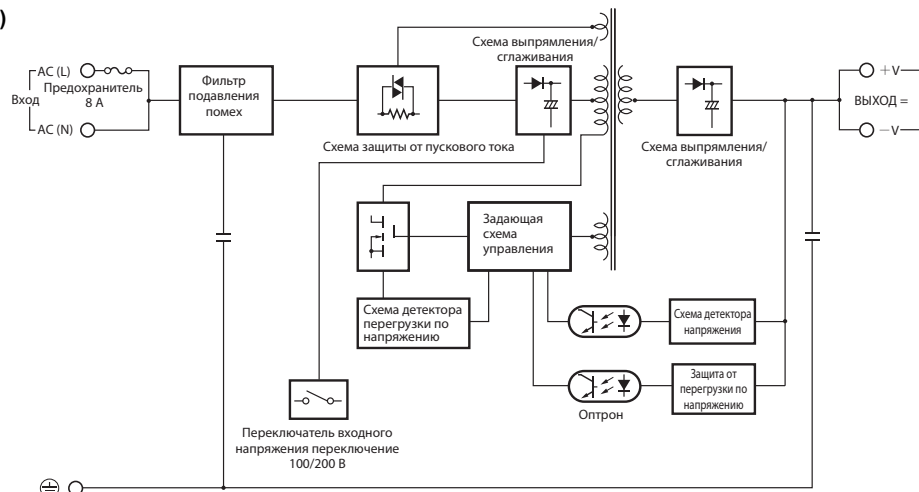 )
AC (L)
Предохранитель
8 А
Вход
AC (N)
Фильтр
подавления
помех
Схема защиты от пускового тока
Схема выпрямления/
сглаживания
Схема выпрямления/
сглаживания
+V
ВЫХОД =
−V
Задающая
схема
управления
Схема детектора
перегрузки по
напряжению
Схема детектора
напряжения
Защита от
перегрузки по
напряжению
Оптрон
Переключатель входного
напряжения переключение
100/200 В